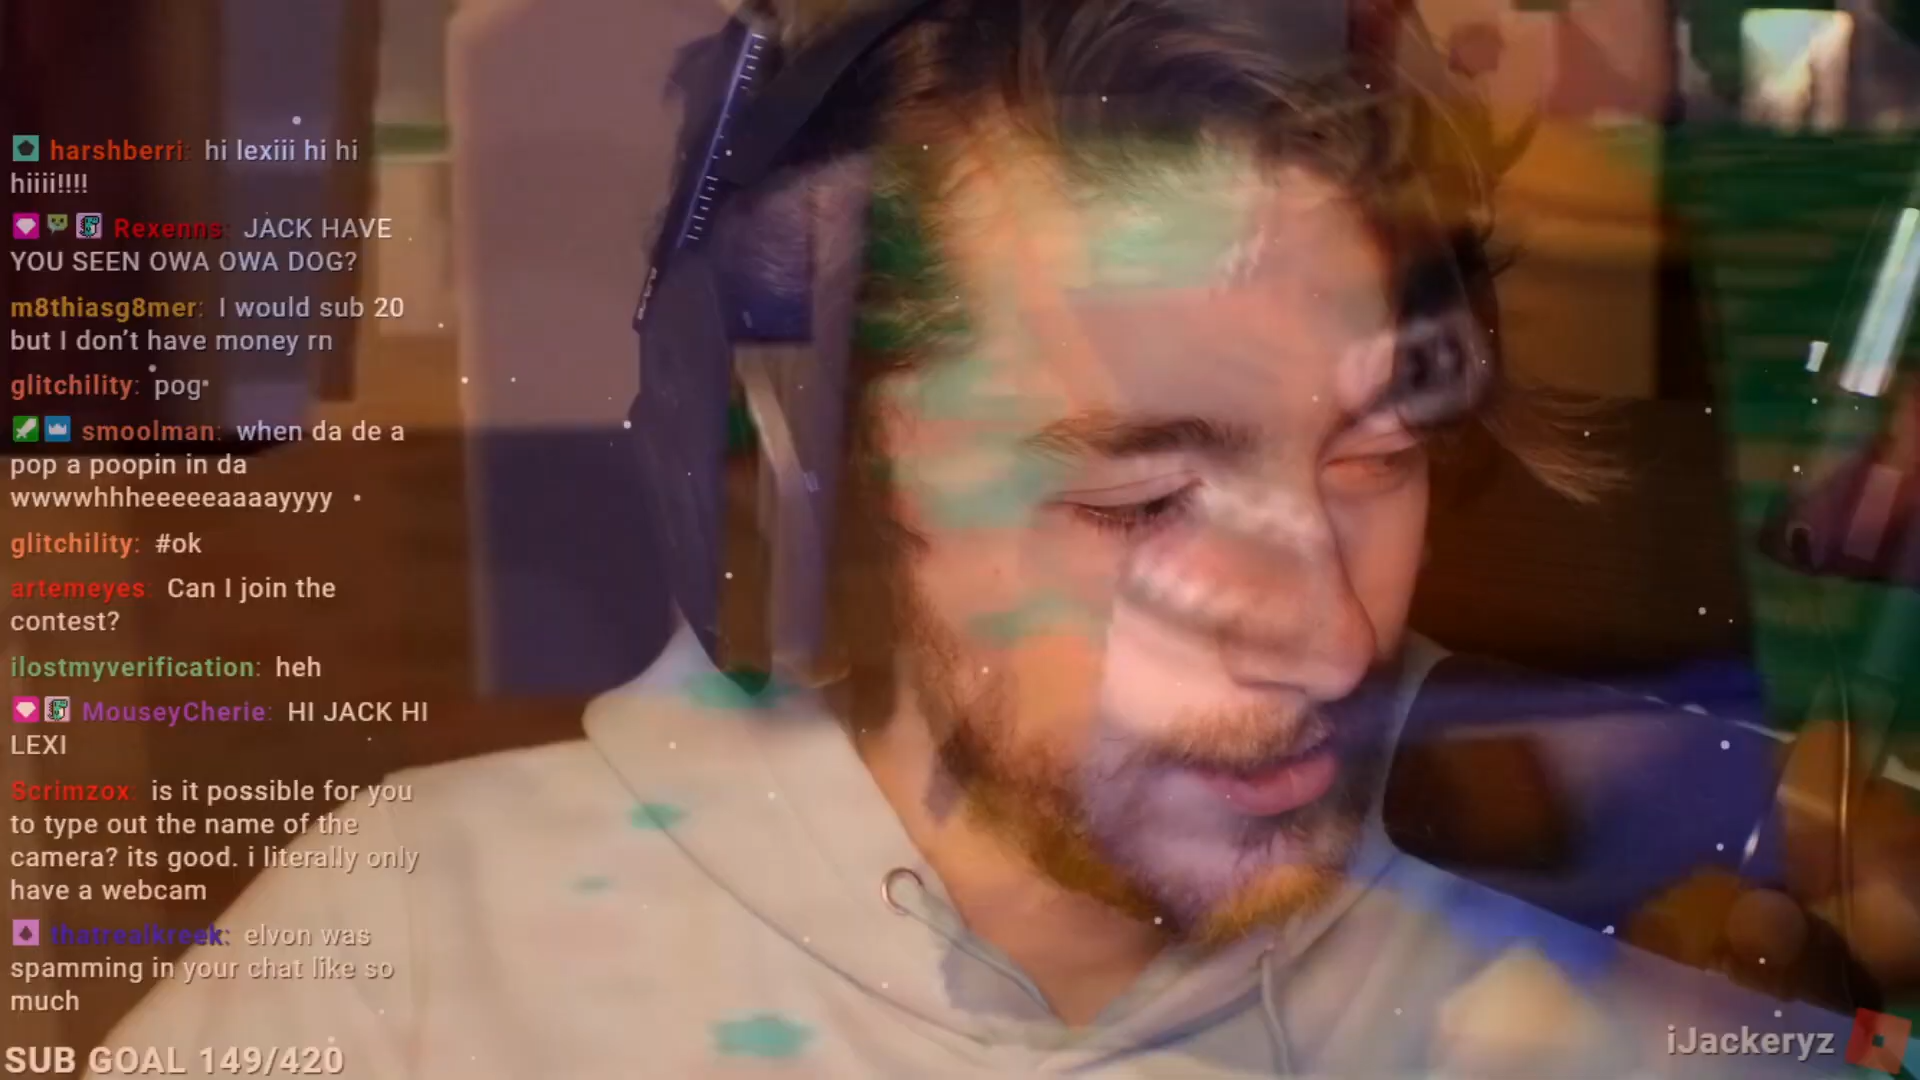 harshberri: hi lexiii hi hi
hiiii!!!!
Rexenns: JACK HAVE
YOU SEEN OWA OWA DOG?
m8thiasg8mer: I would sub 20
but I don't have money rn
glitchility: pog
smoolman: when da de a
pop a poopin in da
wwwwhhheeeeeaaaayyyy
glitchility: #ok
artemeyes: Can I join the
contest?
ilostmyverification: heh
MouseyCherie: HI JACK HI
LEXI
Scrimzox: is it possible for you
to type out the name of the
camera? its good. i literally only
have a webcam
thatrealkreek: elvon was
spamming in your chat like so
much
SUB GOAL 149/420
iJackeryz